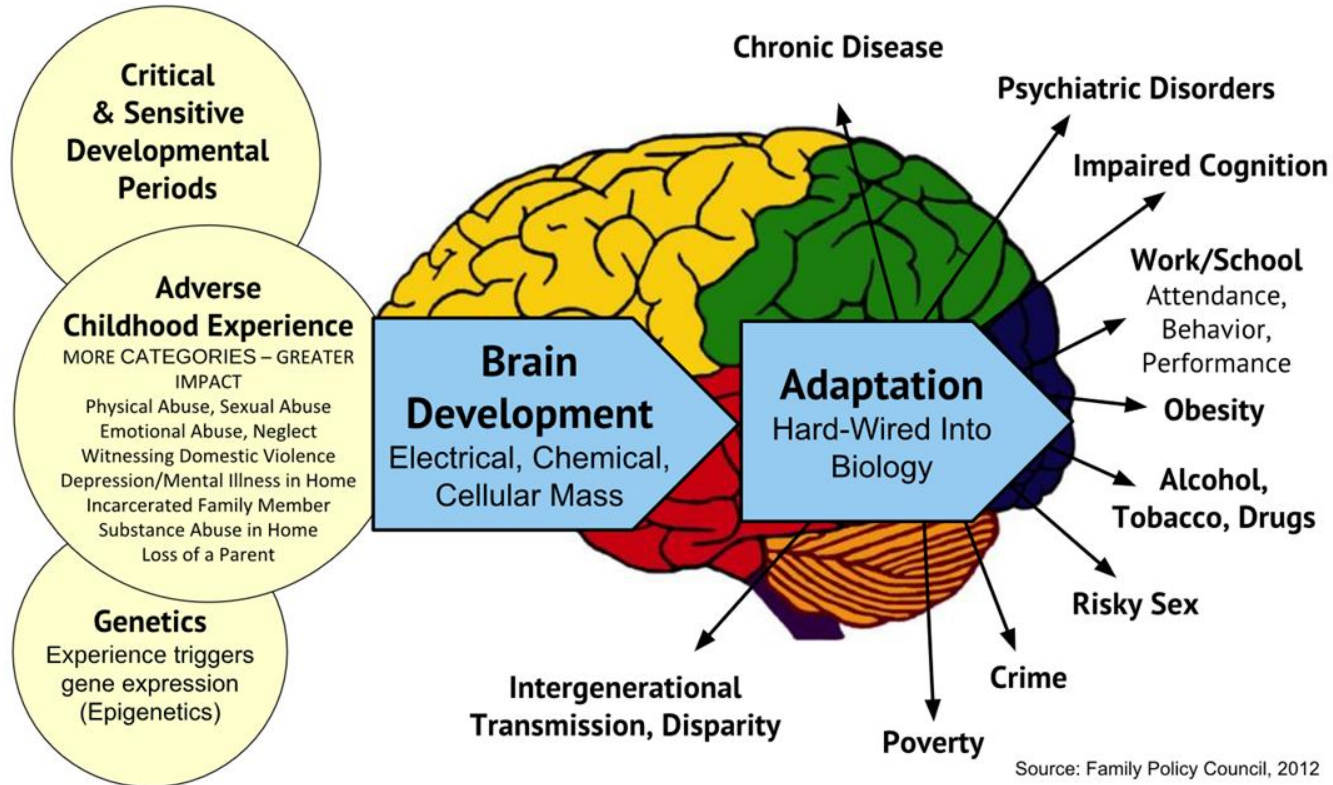 Critical
& Sensitive
Developmental
Periods
Adverse
Childhood Experience
MORE CATEGORIES – GREATER
IMPACT
Physical Abuse, Sexual Abuse
Emotional Abuse, Neglect
Witnessing Domestic Violence
Depression/Mental Illness in Home
Incarcerated Family Member
Substance Abuse in Home
Loss of a Parent
Genetics
Experience triggers
gene expression
(Epigenetics)
Brain
Development
Electrical, Chemical,
Cellular Mass
Adaptation
Hard-Wired Into
Biology
Chronic Disease
Psychiatric Disorders
Impaired Cognition
Work/School
Attendance,
Behavior,
Performance
Obesity
Alcohol,
Tobacco, Drugs
Risky Sex
Crime
Poverty
Intergenerational
Transmission, Disparity
Source: Family Policy Council, 2012